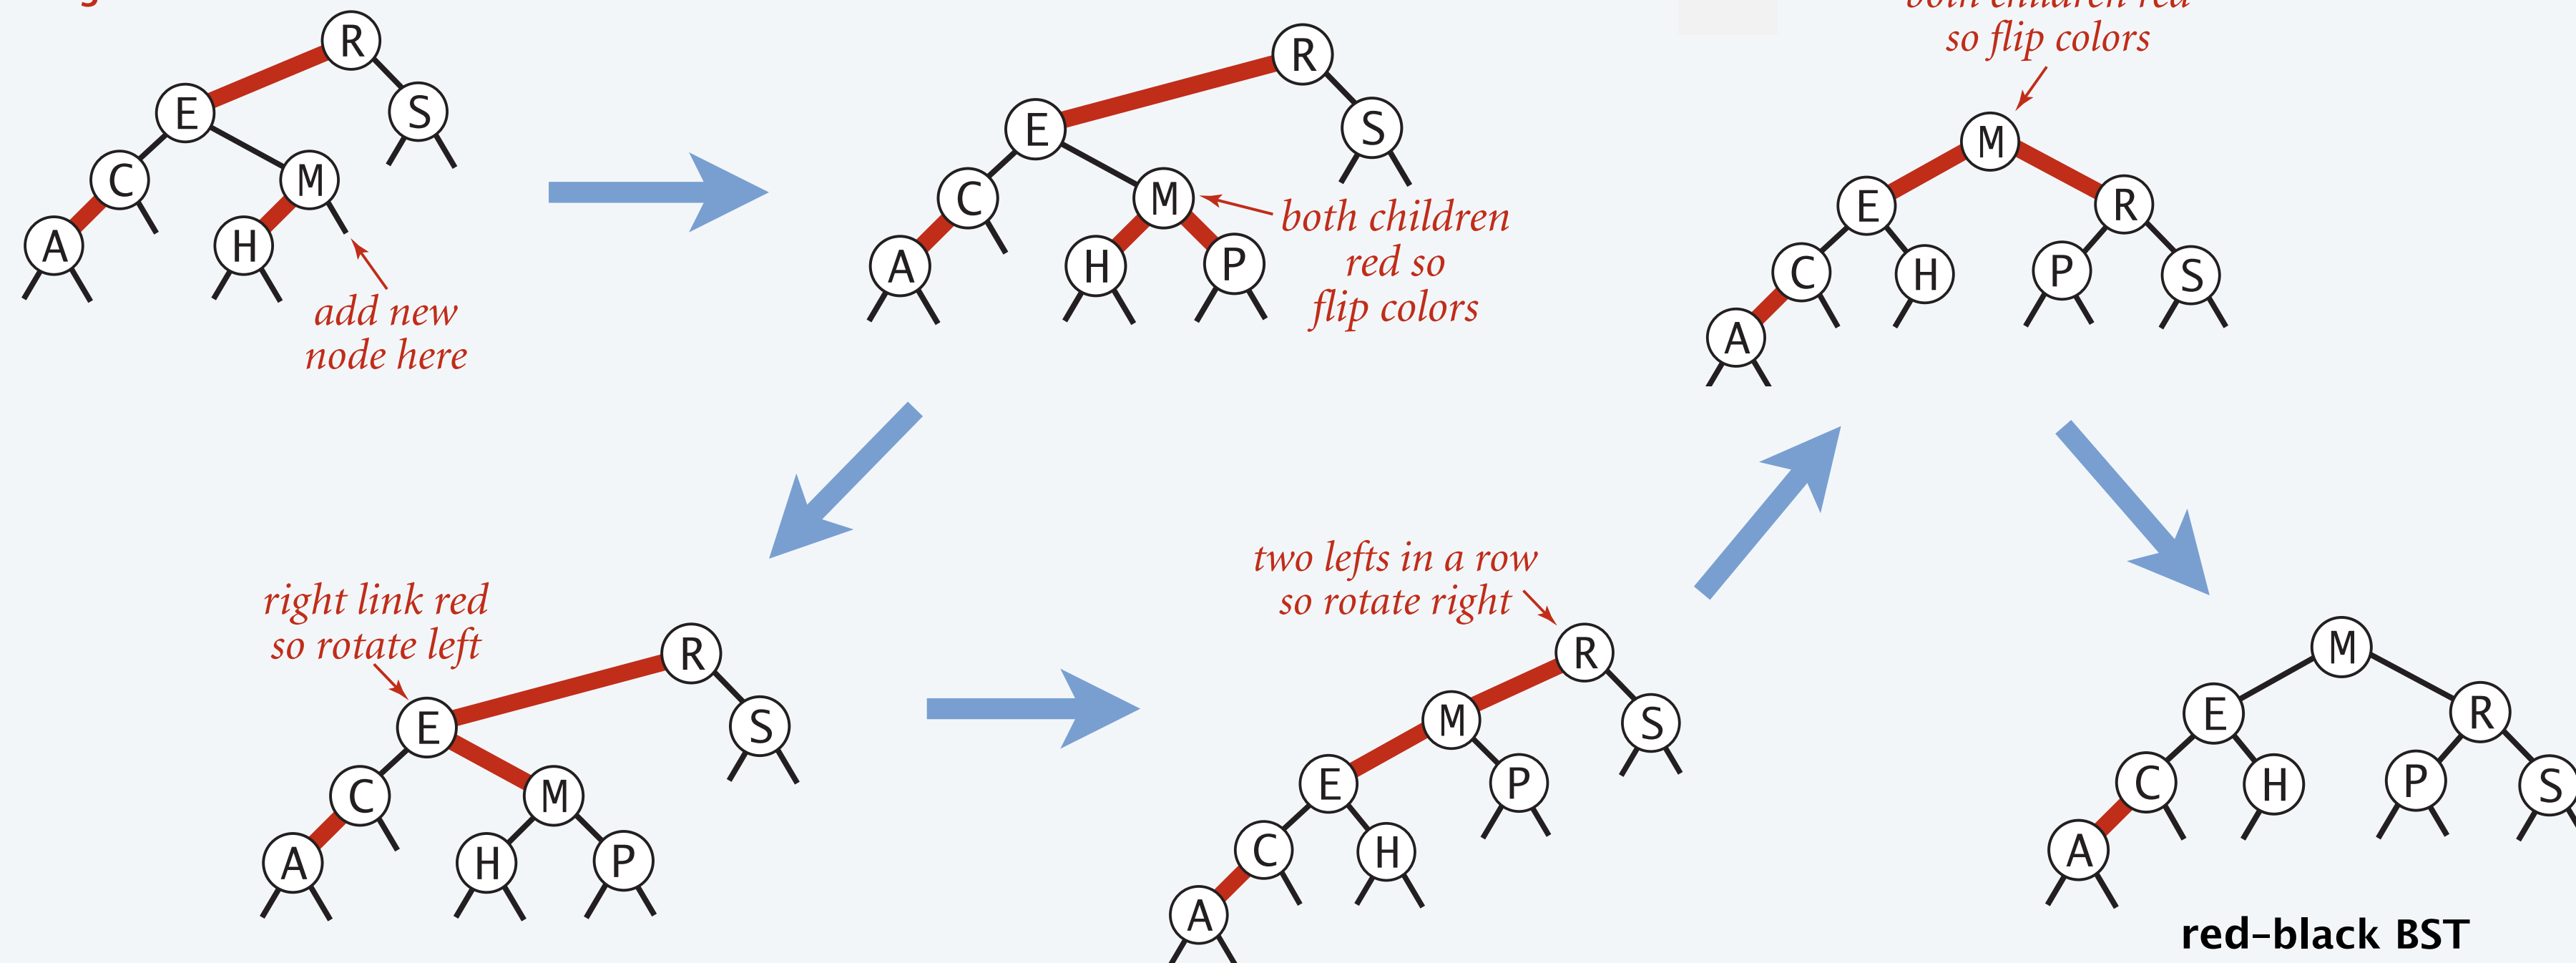 R
E
S
C
M
A
H
add new
node here
R
E
S
C
M
A
H
P
both children
red so
flip colors
so flip colors
M
E
R
C
H
P
S
A
right link red
so rotate left
R
E
S
C
M
A
H
P
two lefts in a row
so rotate right
R
M
S
E
P
C
H
A
M
E
R
C
H
P
S
A
red-black BST